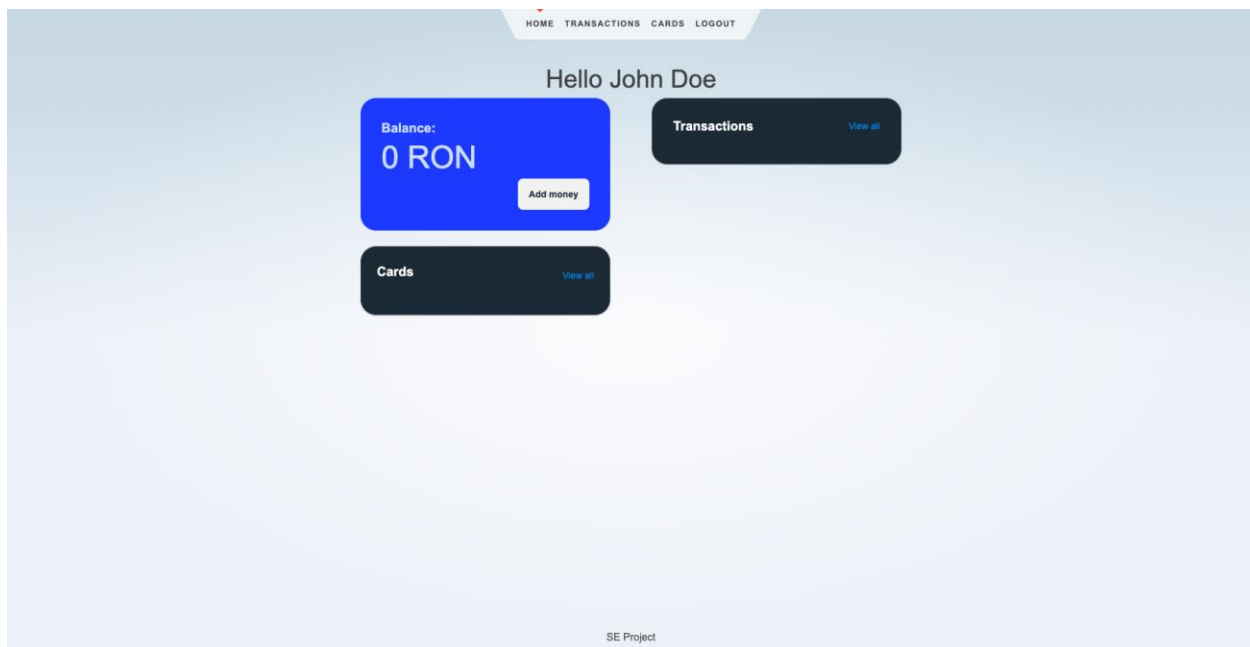 HOME TRANSACTIONS CARDS LOGOUT
Hello John Doe
Balance:
0 RON
Add money
Transactions View all
Cards View all
SE Project